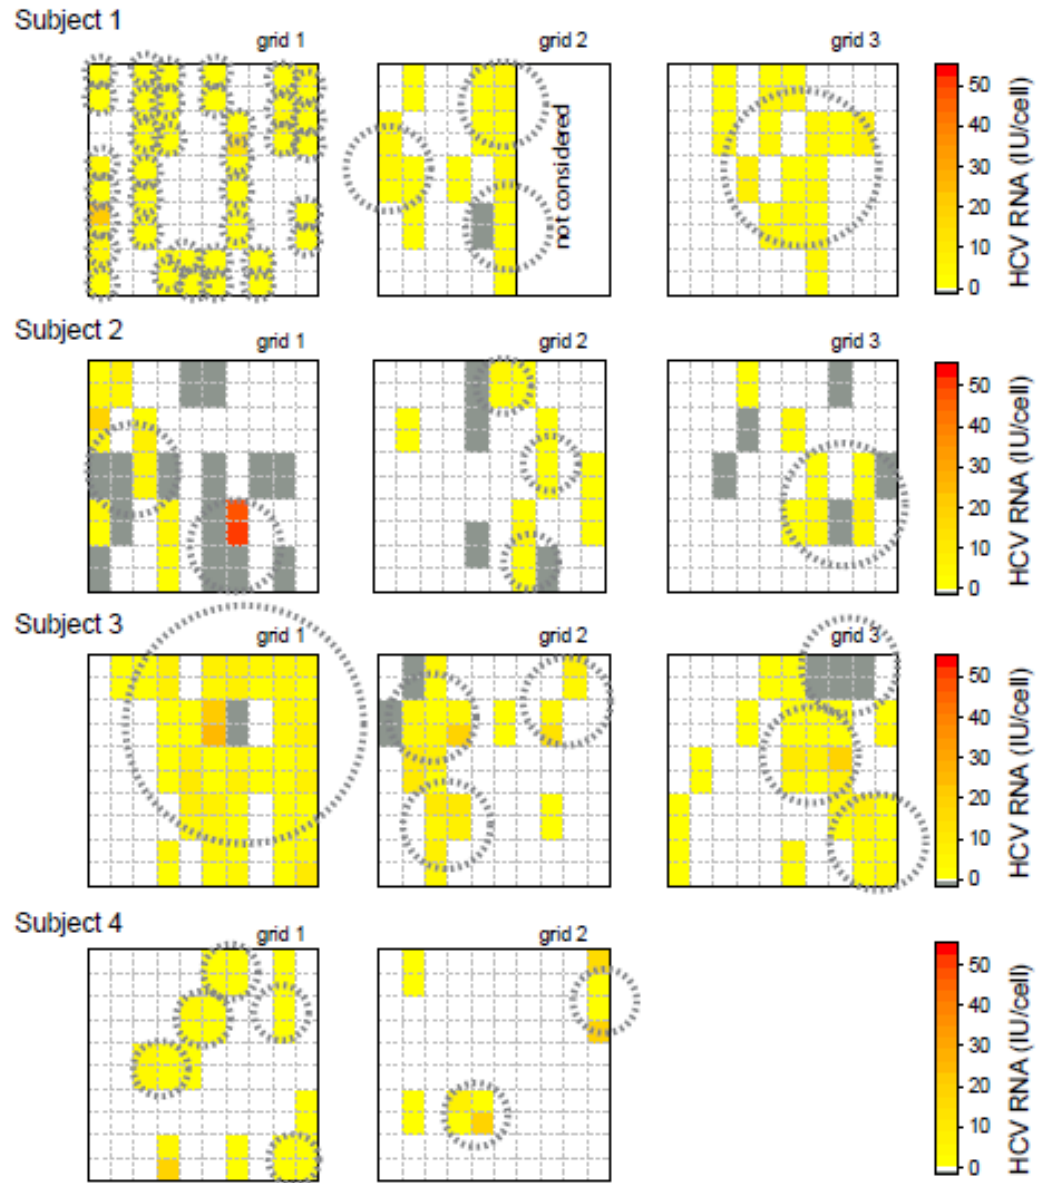 Subject 1
grid 1
grid 2
grid 3
not considered
50
40
30
20
10
0
HCV RNA (IU/cell)
Subject 2
grid 1
grid 2
grid 3
50
40
30
20
10
0
HCV RNA (IU/cell)
Subject 3
grid 1
grid 2
grid 3
50
40
30
20
10
0
HCV RNA (IU/cell)
Subject 4
grid 1
grid 2
50
40
30
20
10
0
HCV RNA (IU/cell)